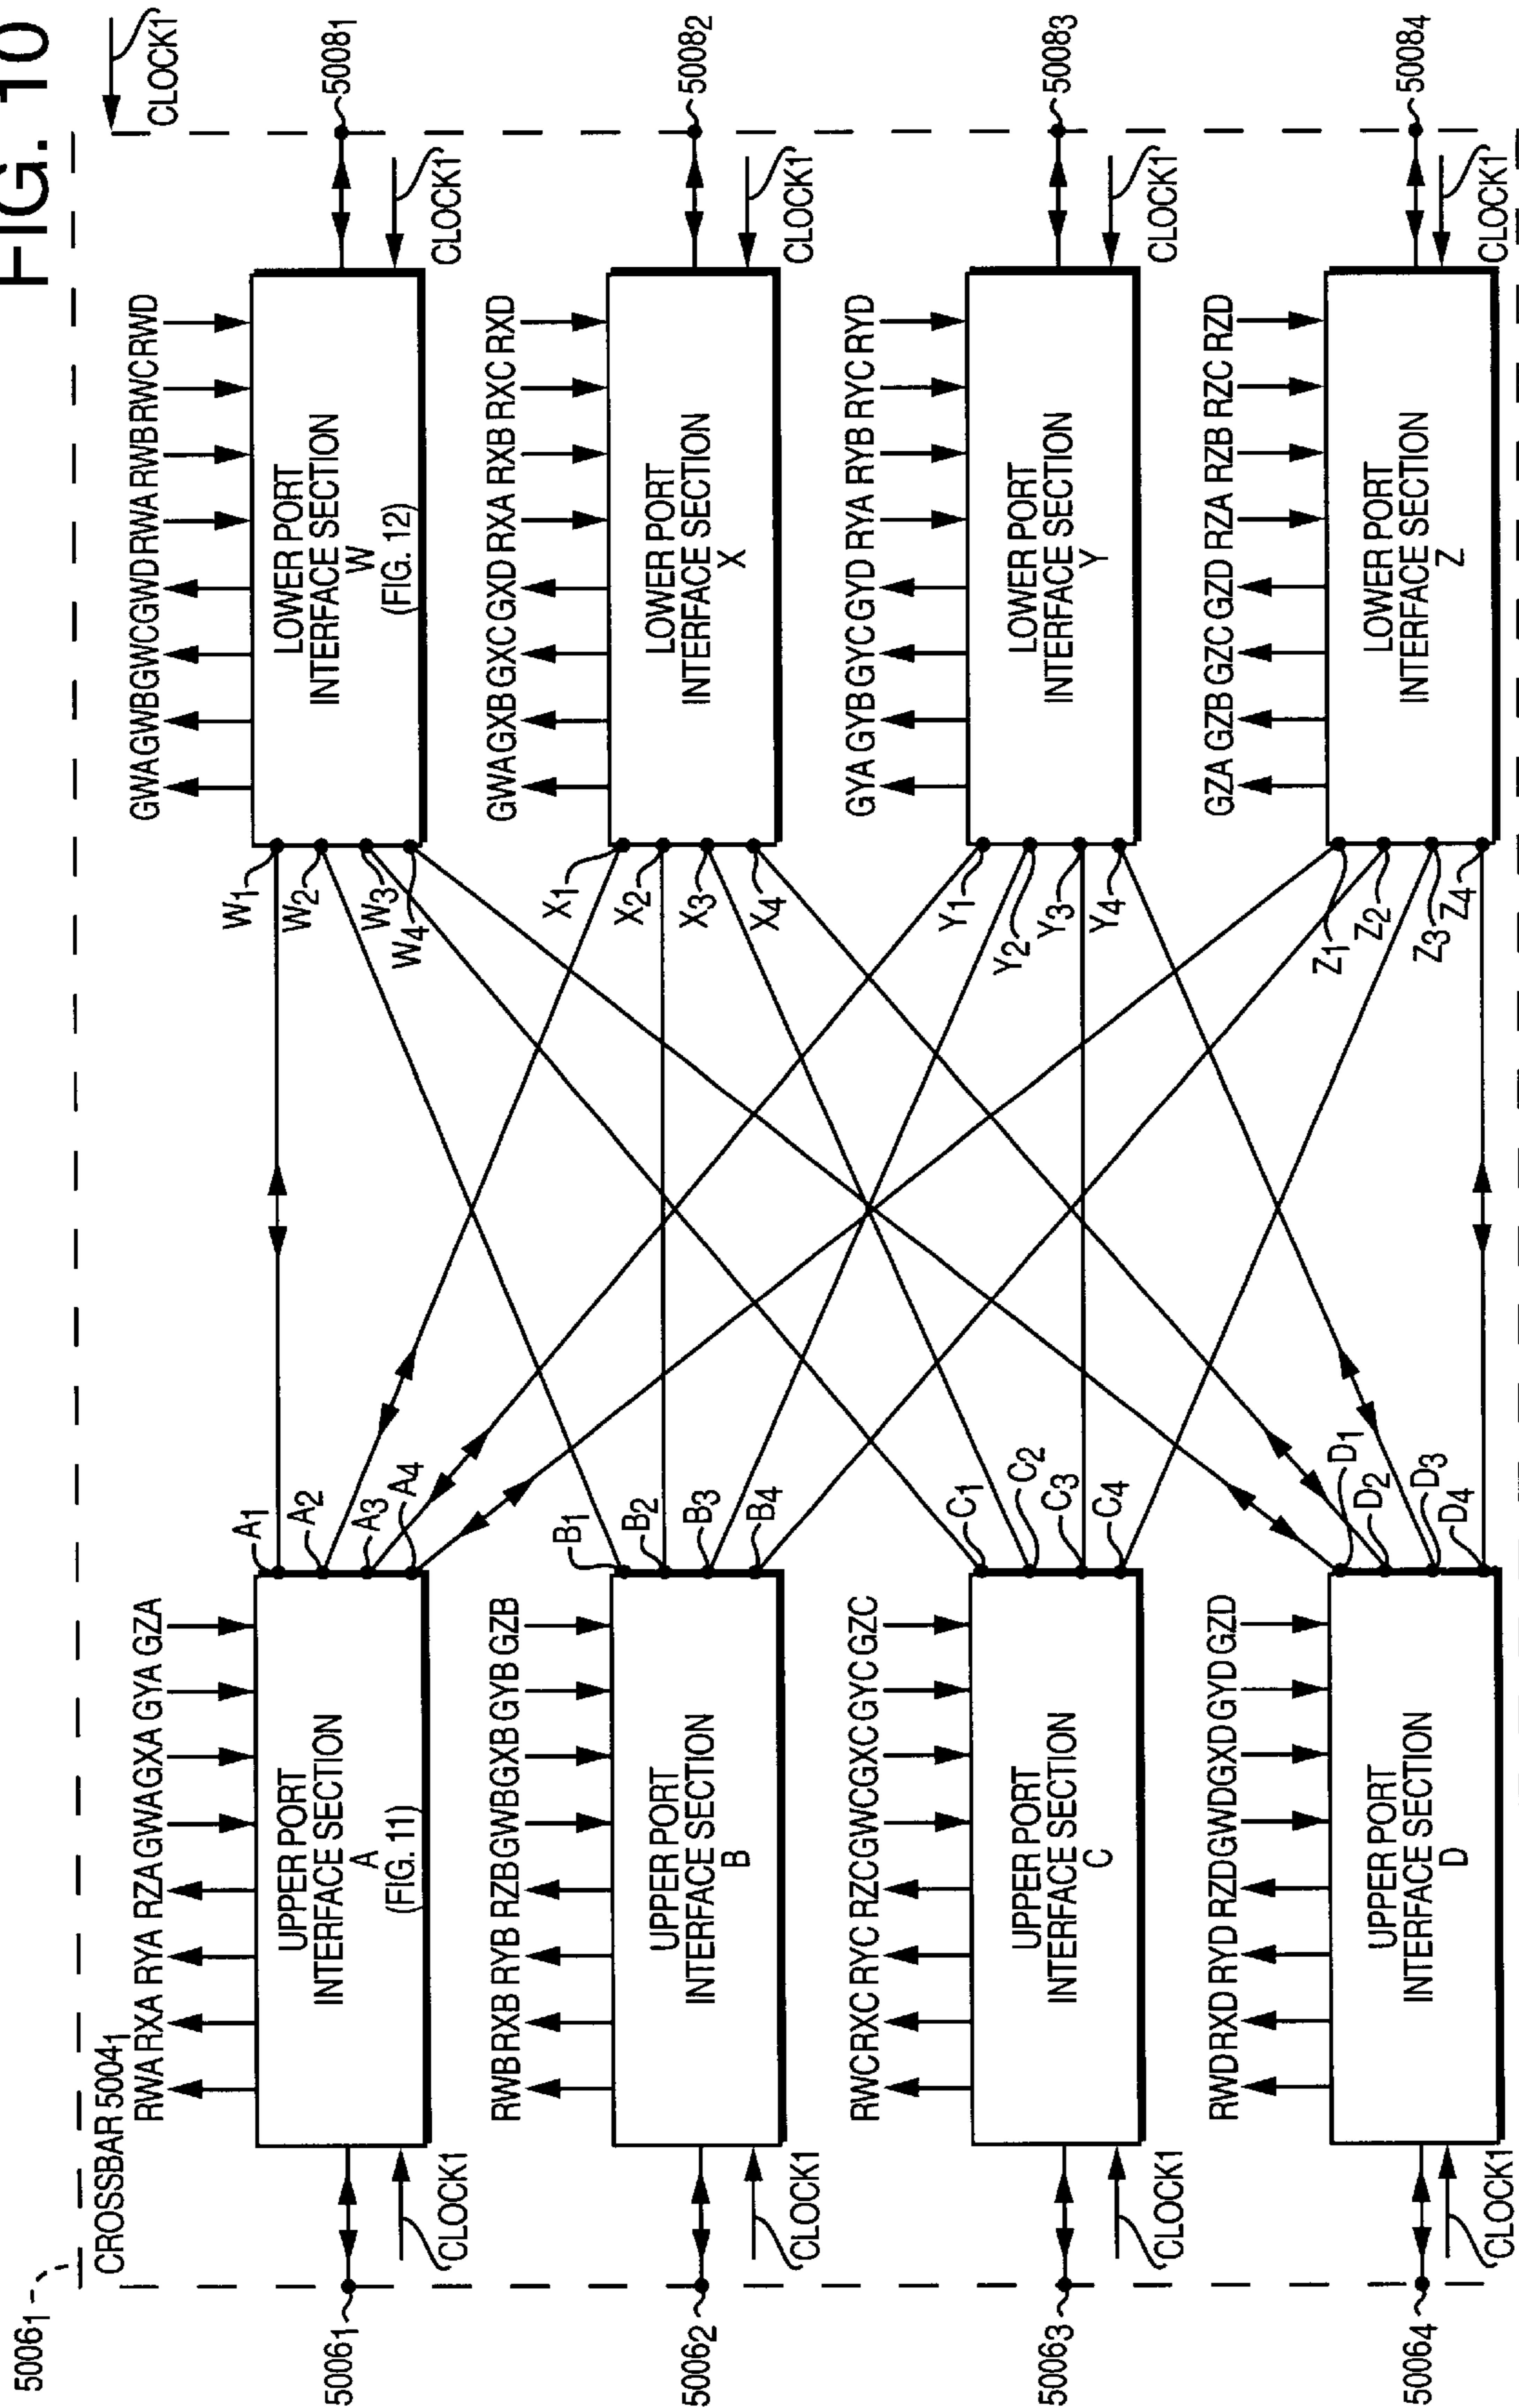 FIG. 10
50061
CROSSBAR 50041
CLOCK1
RWA RXA RYA RZA GWA GXA GYA GZA
UPPER PORT
INTERFACE SECTION
A
(FIG. 11)
50061
CLOCK1
A1
A2
A3
A4
RWB RXB RYB RZB GWB GXB GYB GZB
UPPER PORT
INTERFACE SECTION
B
50062
CLOCK1
B1
B2
B3
B4
RWC RXC RYC RZC GWC GXC GYC GZC
UPPER PORT
INTERFACE SECTION
C
50063
CLOCK1
C1
C2
C3
C4
RWD RXD RYD RZD GWD GXD GYD GZD
UPPER PORT
INTERFACE SECTION
D
50064
CLOCK1
D1
D2
D3
D4
GWA GWB GWC GWD RWA RWB RWC RWD
LOWER PORT
INTERFACE SECTION
W
(FIG. 12)
W1
W2
W3
W4
50081
CLOCK1
GWA GXB GXC GXD RXA RXB RXC RXD
LOWER PORT
INTERFACE SECTION
X
X1
X2
X3
X4
50082
CLOCK1
GYA GYB GYC GYD RYA RYB RYC RYD
LOWER PORT
INTERFACE SECTION
Y
Y1
Y2
Y3
Y4
50083
CLOCK1
GZA GZB GZC GZD RZA RZB RZC RZD
LOWER PORT
INTERFACE SECTION
Z
Z1
Z2
Z3
Z4
50084
CLOCK1